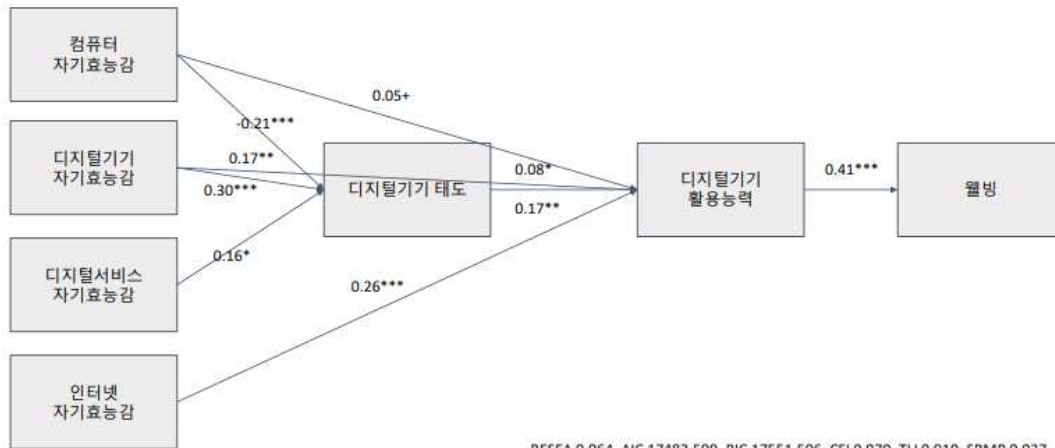 컴퓨터
자기효능감
0.05+
-0.21***
디지털기기
자기효능감
0.17**
0.30***
디지털기기 태도
0.08*
0.17**
디지털기기
활용능력
0.41***
웰빙
디지털서비스
자기효능감
0.16*
0.26***
인터넷
자기효능감